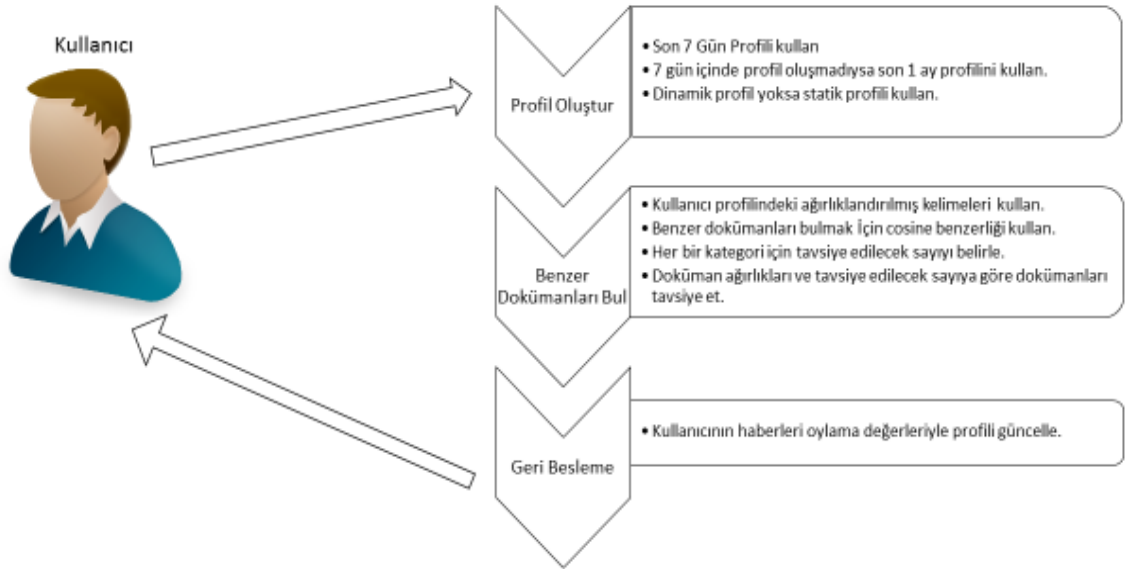 Kullanıcı
Profil Oluştur
• Son 7 Gün Profili kullan
• 7 gün içinde profil oluşmadıysa son 1 ay profilini kullan.
• Dinamik profil yoksa statik profili kullan.
Benzer
Dokümanları Bul
• Kullanıcı profilindeki ağırlıklandırılmış kelimeleri kullan.
• Benzer dokümanları bulmak İçin cosine benzerliği kullan.
• Her bir kategori için tavsiye edilecek sayıyı belirle.
• Doküman ağırlıkları ve tavsiye edilecek sayıya göre dokümanları
tavsiye et.
Geri Besleme
• Kullanıcının haberleri oylama değerleriyle profili güncelle.